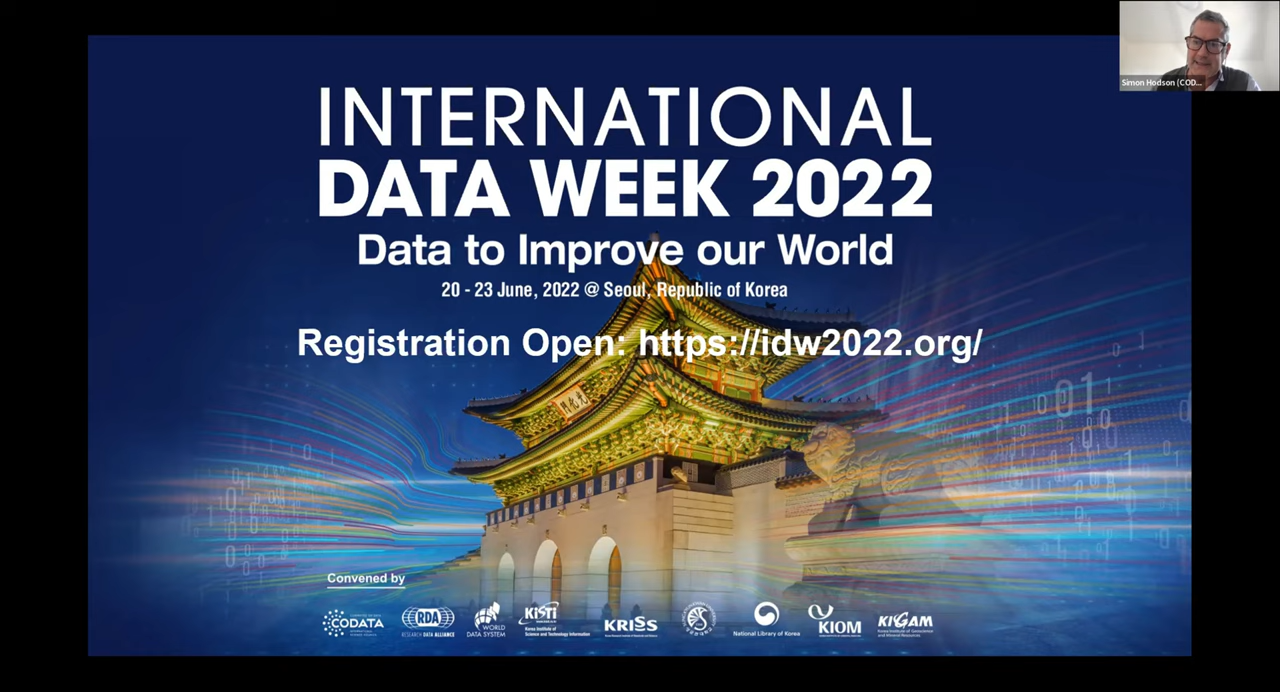 Simon Hodson (COD...
INTERNATIONAL
DATA WEEK 2022
Data to Improve our World
20 - 23 June, 2022 @ Seoul, Republic of Korea
Registration Open: https://idw2022.org/
Convened by
CODATA
RDA
RESEARCH DATA ALLIANCE
WORLD
DATA SYSTEM
KiSTi
Korea Institute of
Science and Technology Information
KRISS
National Library of Korea
KIOM
KIGAM
Korea Institute of Geoscience
and Mineral Resources